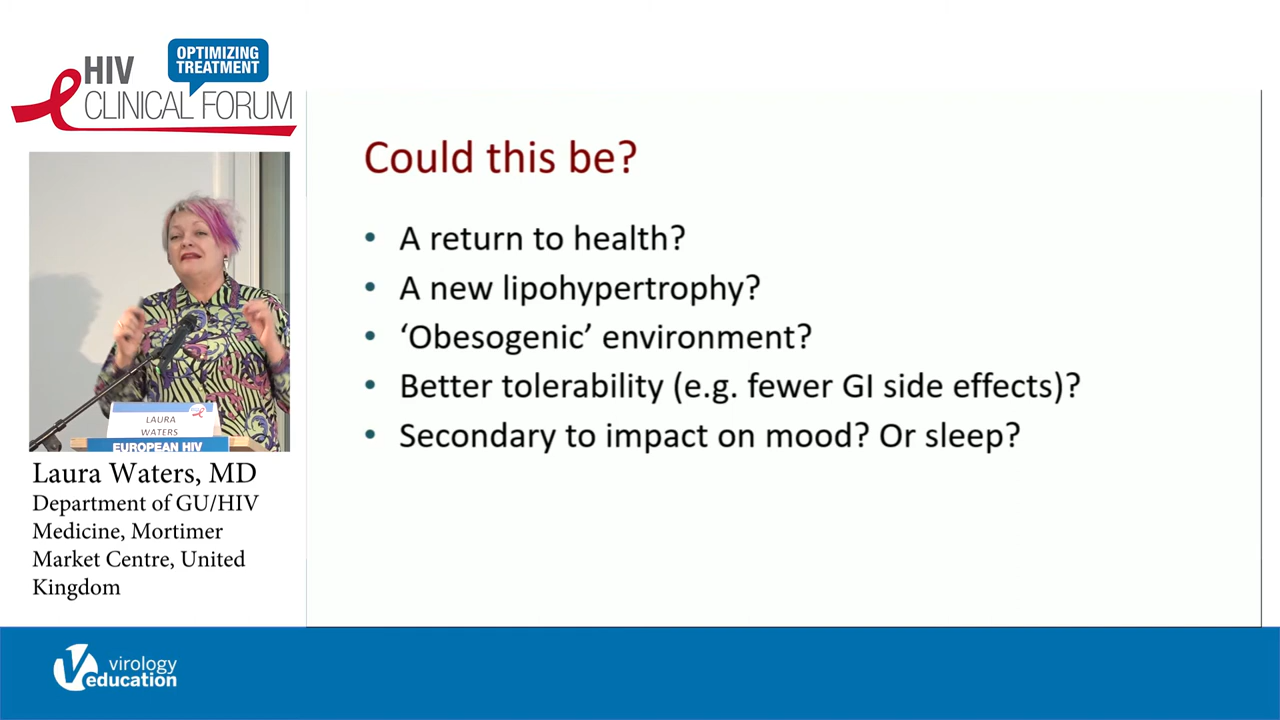 HIV
OPTIMIZING
TREATMENT
CLINICAL FORUM
LAURA
WATERS
EUROPEAN HIV
Laura Waters, MD
Department of GU/HIV
Medicine, Mortimer
Market Centre, United
Kingdom
Could this be?
• A return to health?
• A new lipohypertrophy?
• ‘Obesogenic’ environment?
• Better tolerability (e.g. fewer GI side effects)?
• Secondary to impact on mood? Or sleep?
virology
education